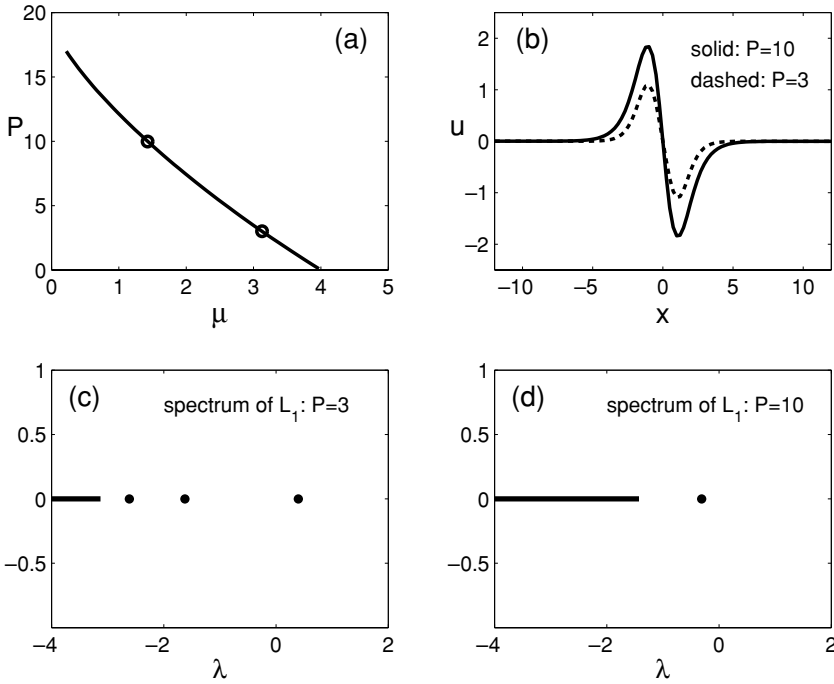 (a)
20
15
10
5
0
P
0 1 2 3 4 5
μ
(b)
solid: P=10
dashed: P=3
2
1
0
−1
−2
u
−10 −5 0 5 10
x
(c)
spectrum of L1: P=3
1
0.5
0
−0.5
−4 −2 0 2
λ
(d)
spectrum of L1: P=10
1
0.5
0
−0.5
−4 −2 0 2
λ